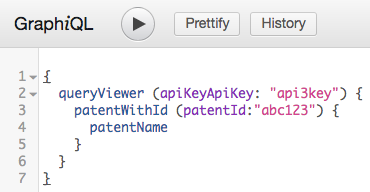 GraphiQL Prettify History
1 {
2 queryViewer (apiKeyApiKey: "api3key") {
3 patentWithId (patentId:"abc123") {
4 patentName
5 }
6 }
7 }